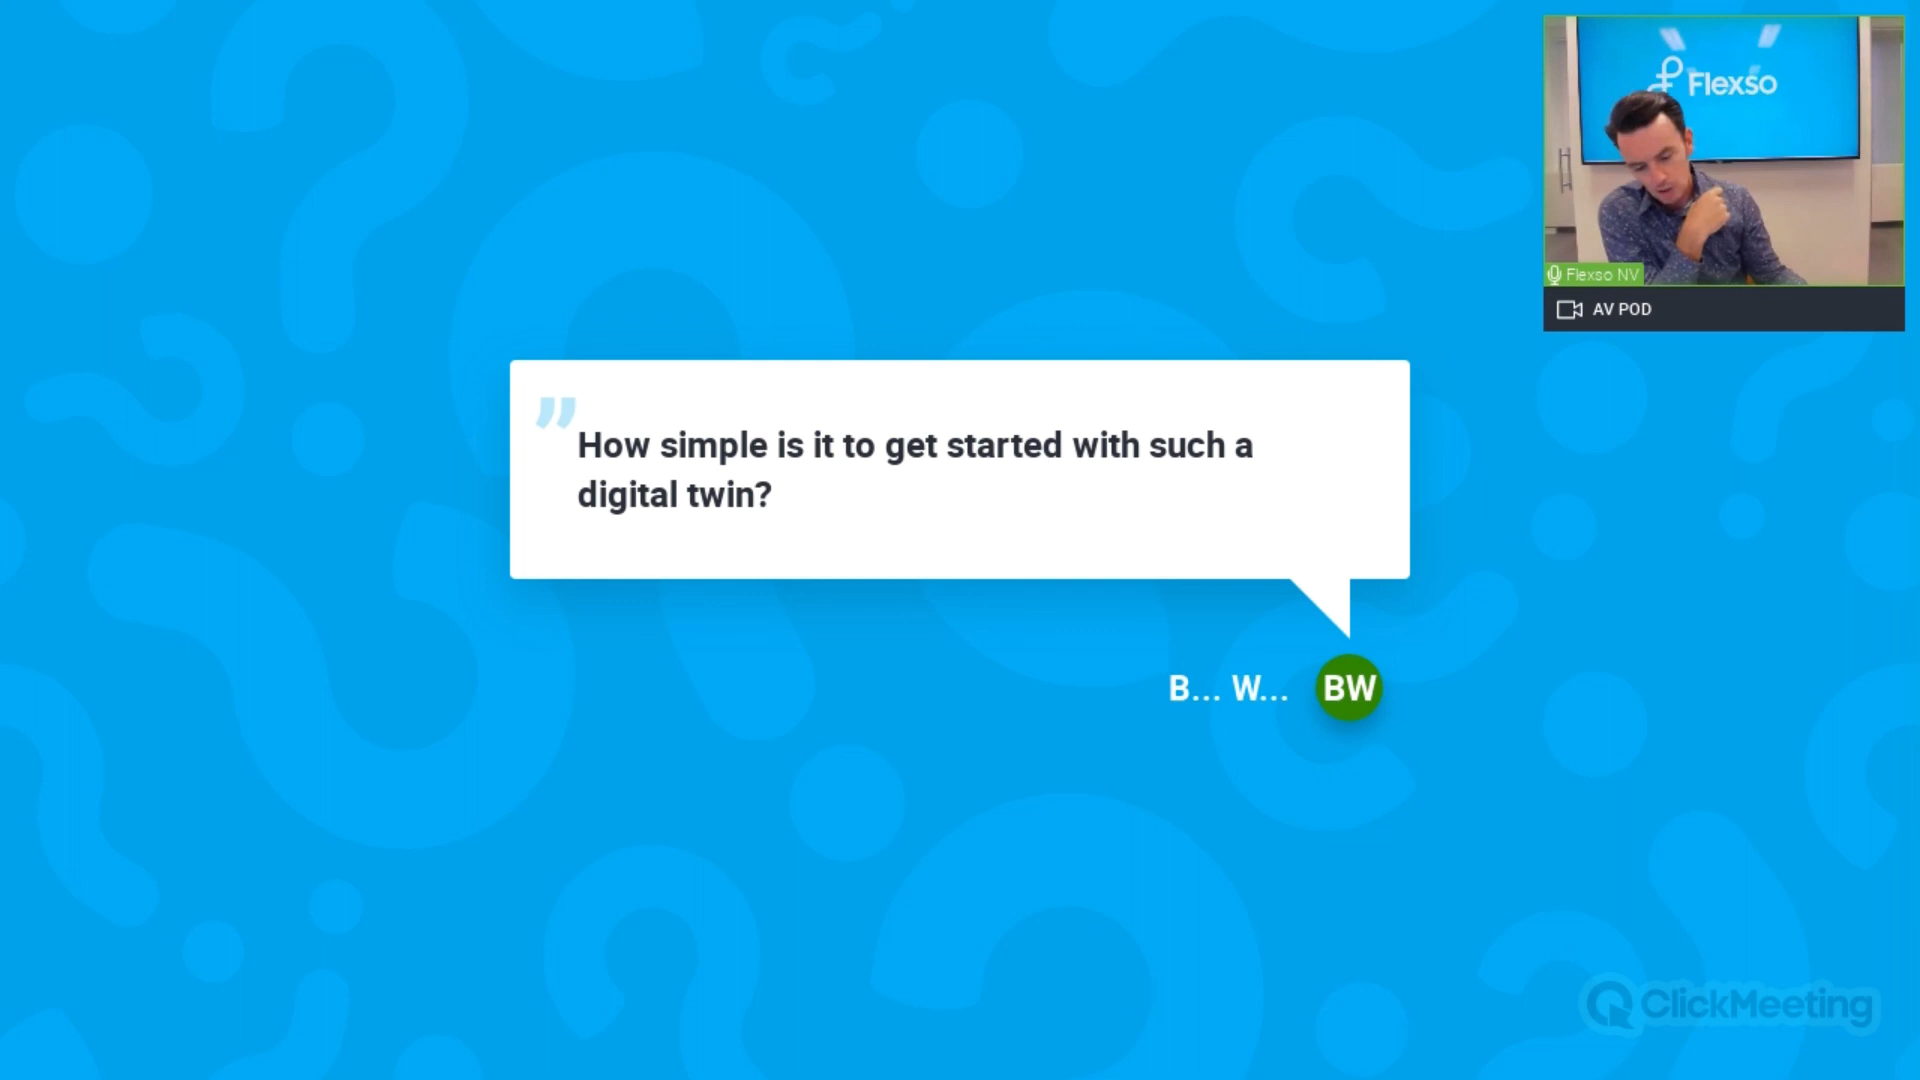 Flexso
Flexso NV
AV POD
”
How simple is it to get started with such a
digital twin?
B... W... BW
ClickMeeting